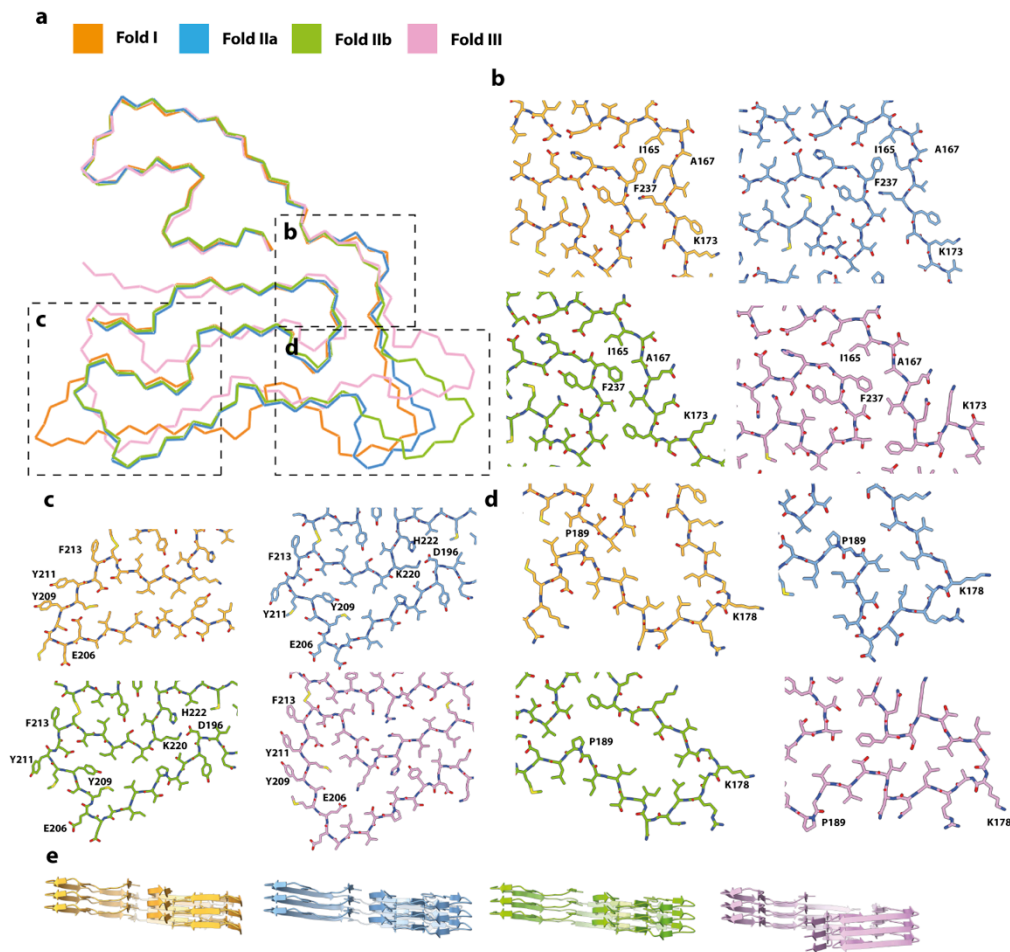 a
Fold I Fold IIa Fold IIb Fold III
b
c
d
b
I165
A167
F237
K173
I165
A167
F237
K173
I165
A167
F237
K173
I165
A167
F237
K173
c
F213
Y211
Y209
E206
H222
F213
D196
K220
Y209
Y211
E206
H222
F213
D196
K220
Y211
Y209
E206
F213
Y211
Y209
E206
d
P189
K178
P189
K178
P189
K178
K178
P189
e